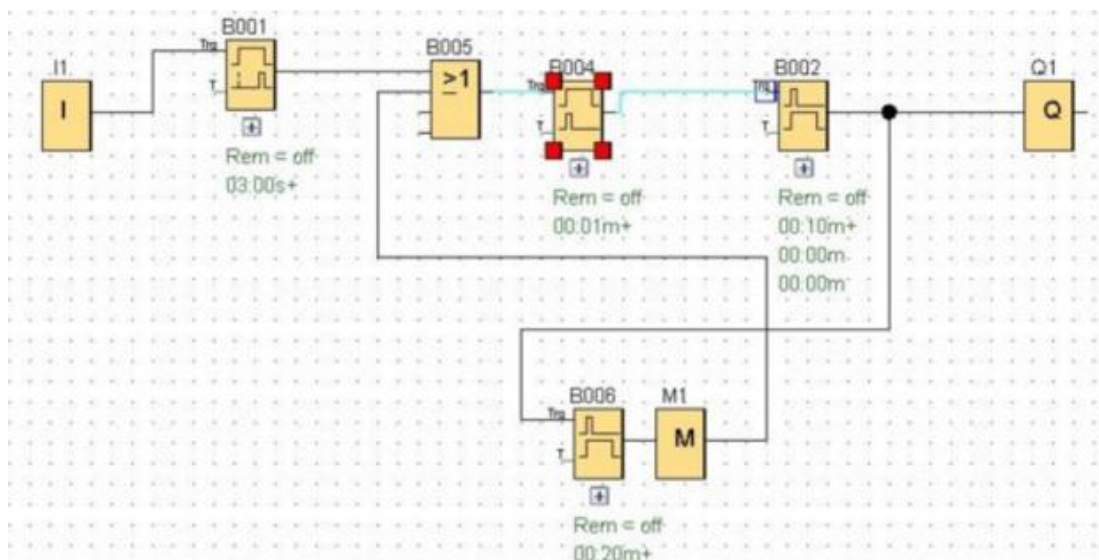 I1
I
B001
Trg
T
Rem = off
03:00s+
B005
≥1
B004
Trg
T
Rem = off
00:01m+
B002
Trg
T
Rem = off
00:10m+
00:00m
00:00m
Q1
Q
B006
Trg
T
Rem = off
00:20m+
M1
M